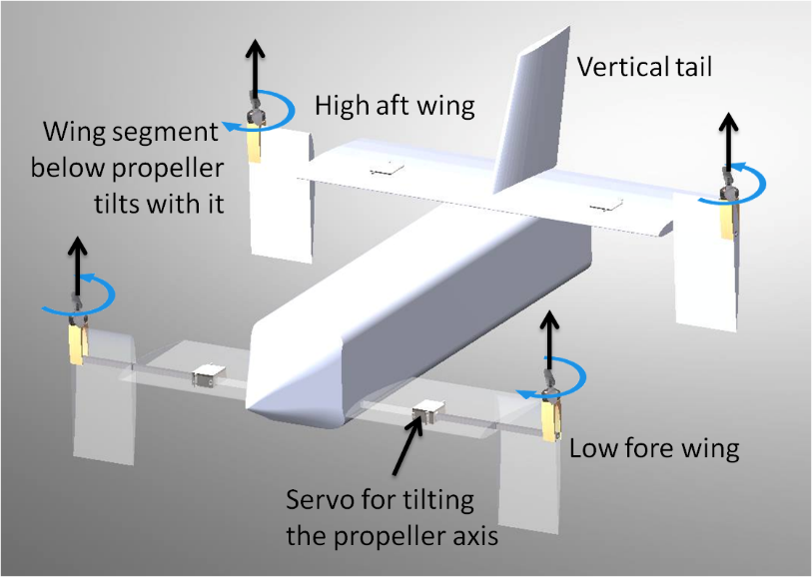 Vertical tail
High aft wing
Wing segment
below propeller
tilts with it
Low fore wing
Servo for tilting
the propeller axis